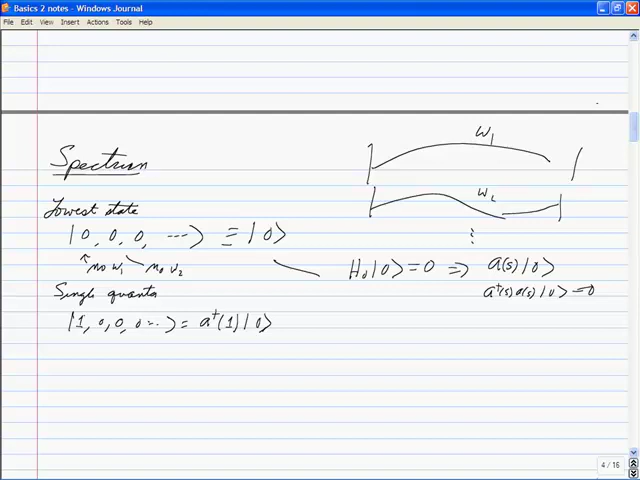 Basics 2 notes - Windows Journal
File Edit View Insert Actions Tools Help
Spectrum
ω₁
ω₂
⋮
Lowest state
|0, 0, 0, ---⟩ ≡ |0⟩
no ω₁ no ω₂
H₀|0⟩ = 0 ⇒ a(s)|0⟩
a†(s)a(s)|0⟩ = 0
Single quanta
|1, 0, 0, 0 ...⟩ = a†(1)|0⟩
4 / 16